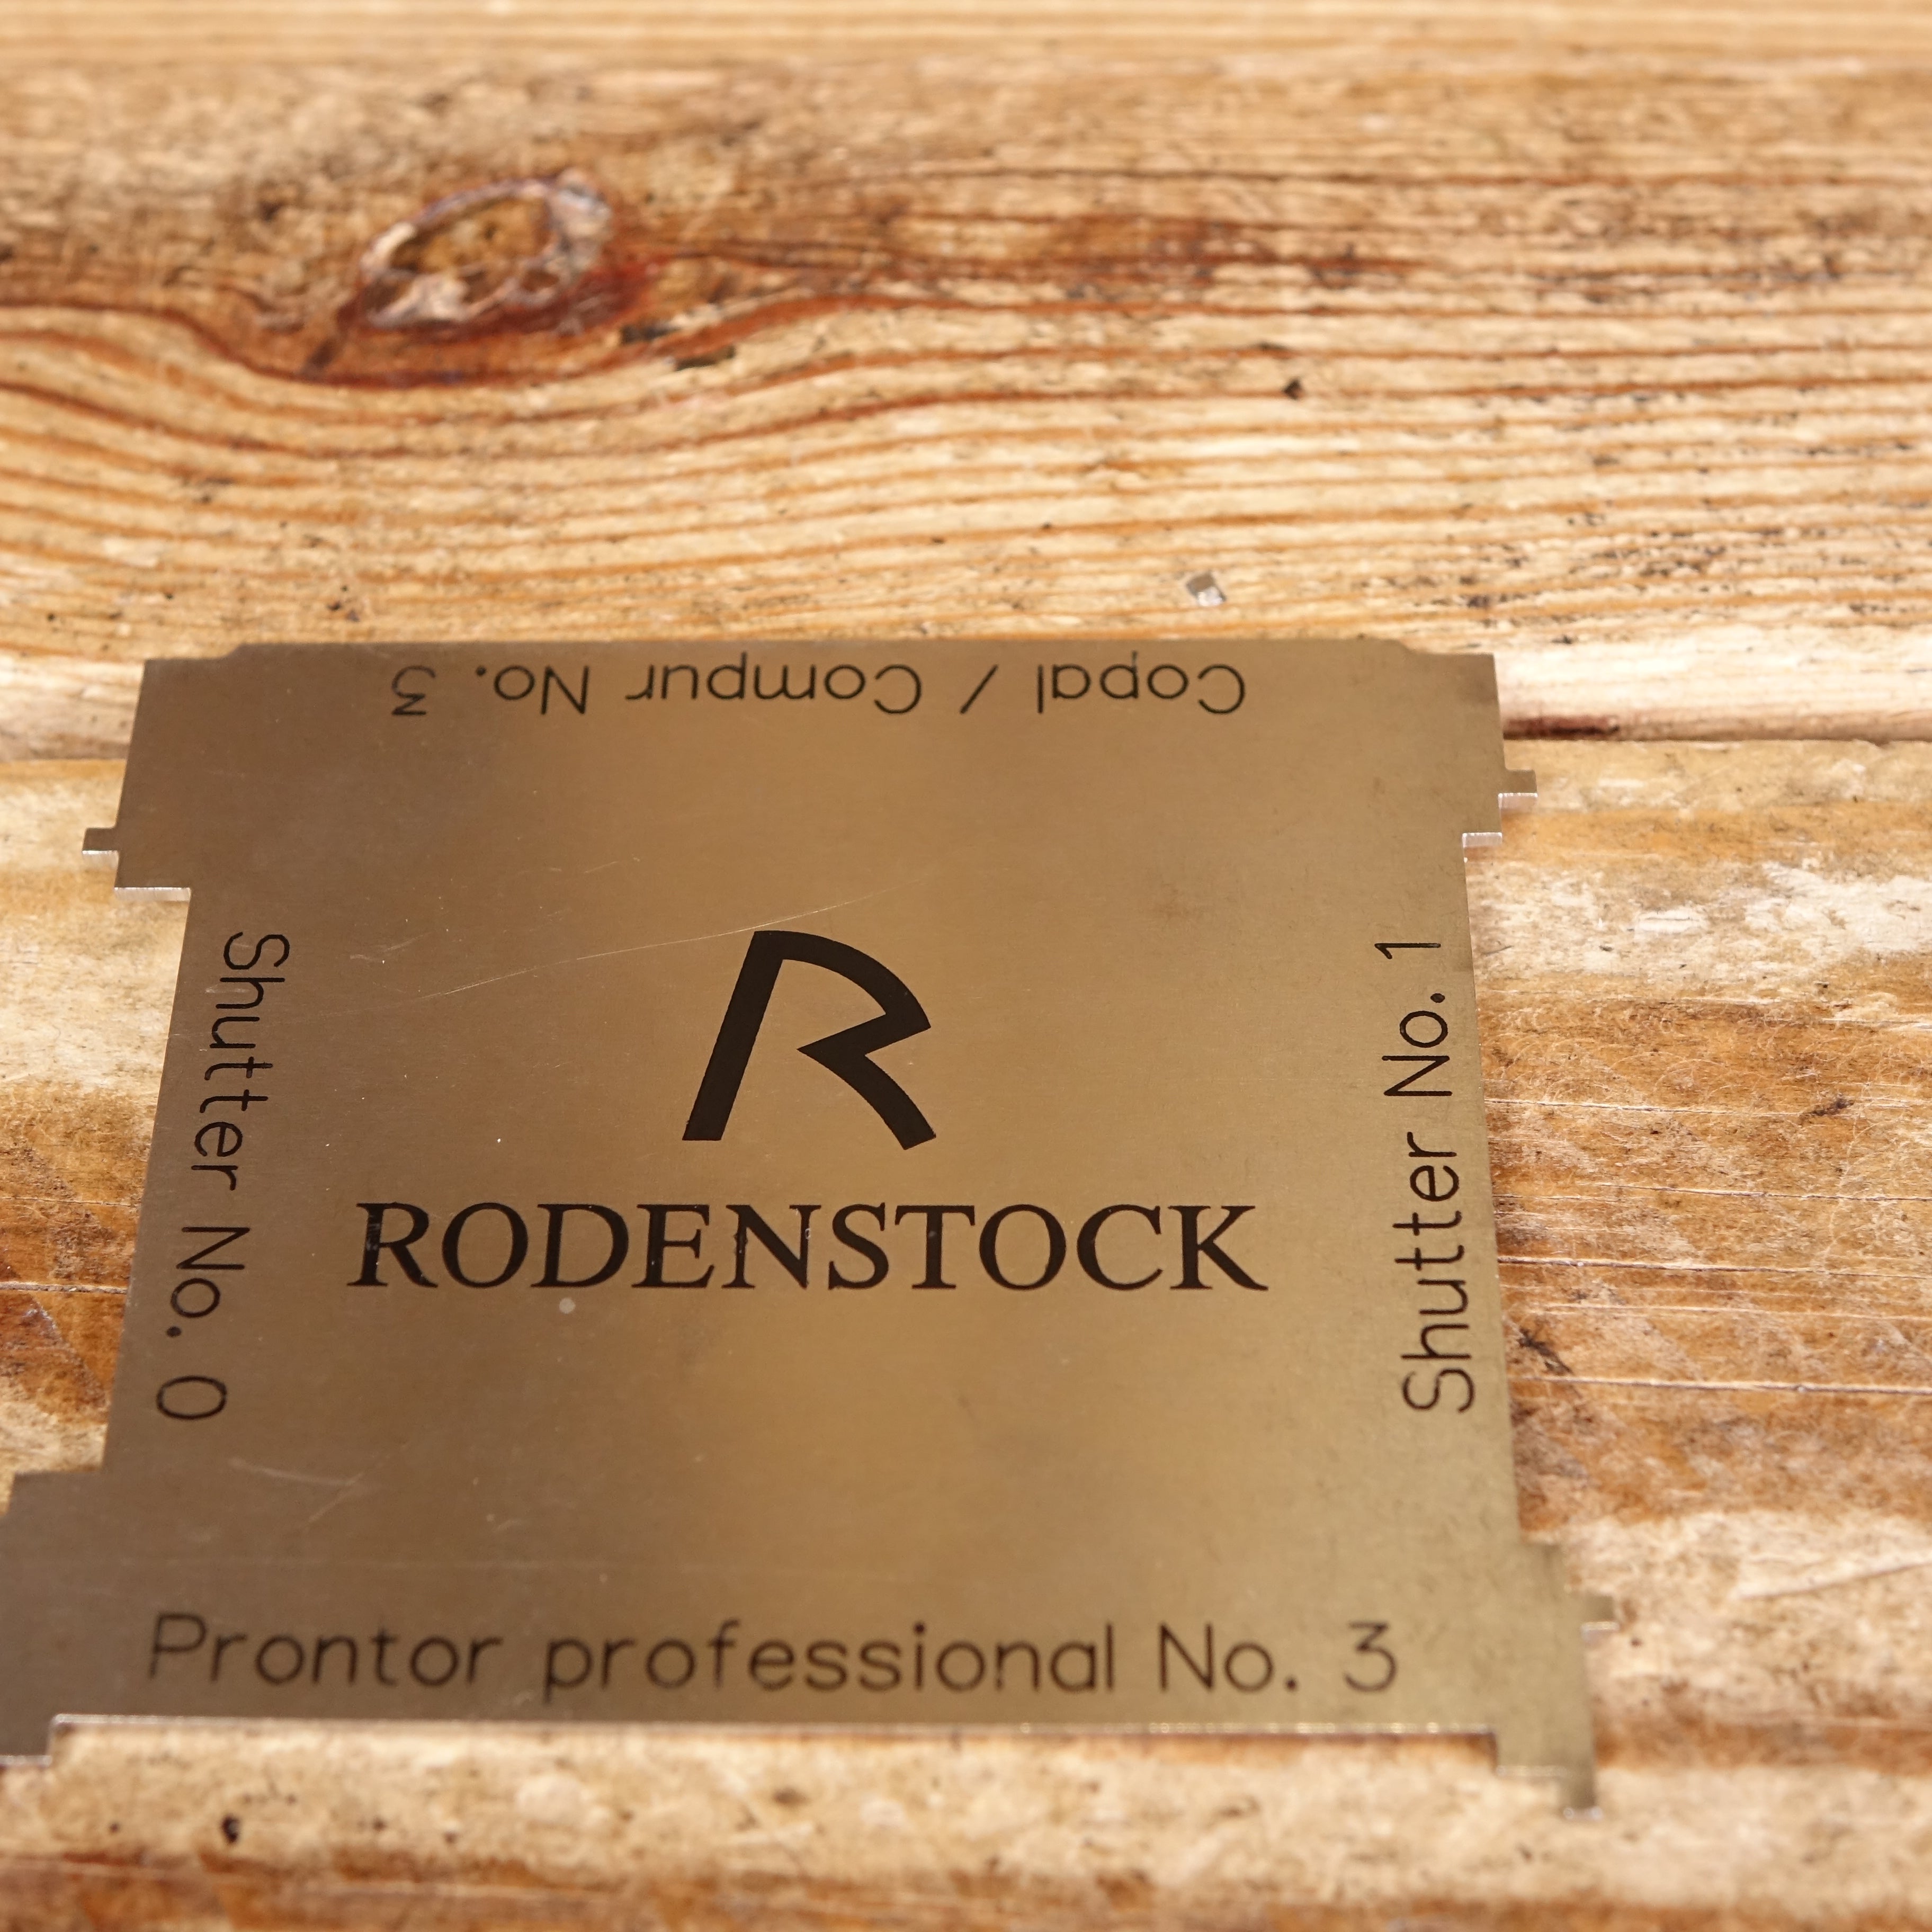 Copal / Compur No. 3
Shutter No. 0
Shutter No. 1
R
RODENSTOCK
Prontor professional No. 3